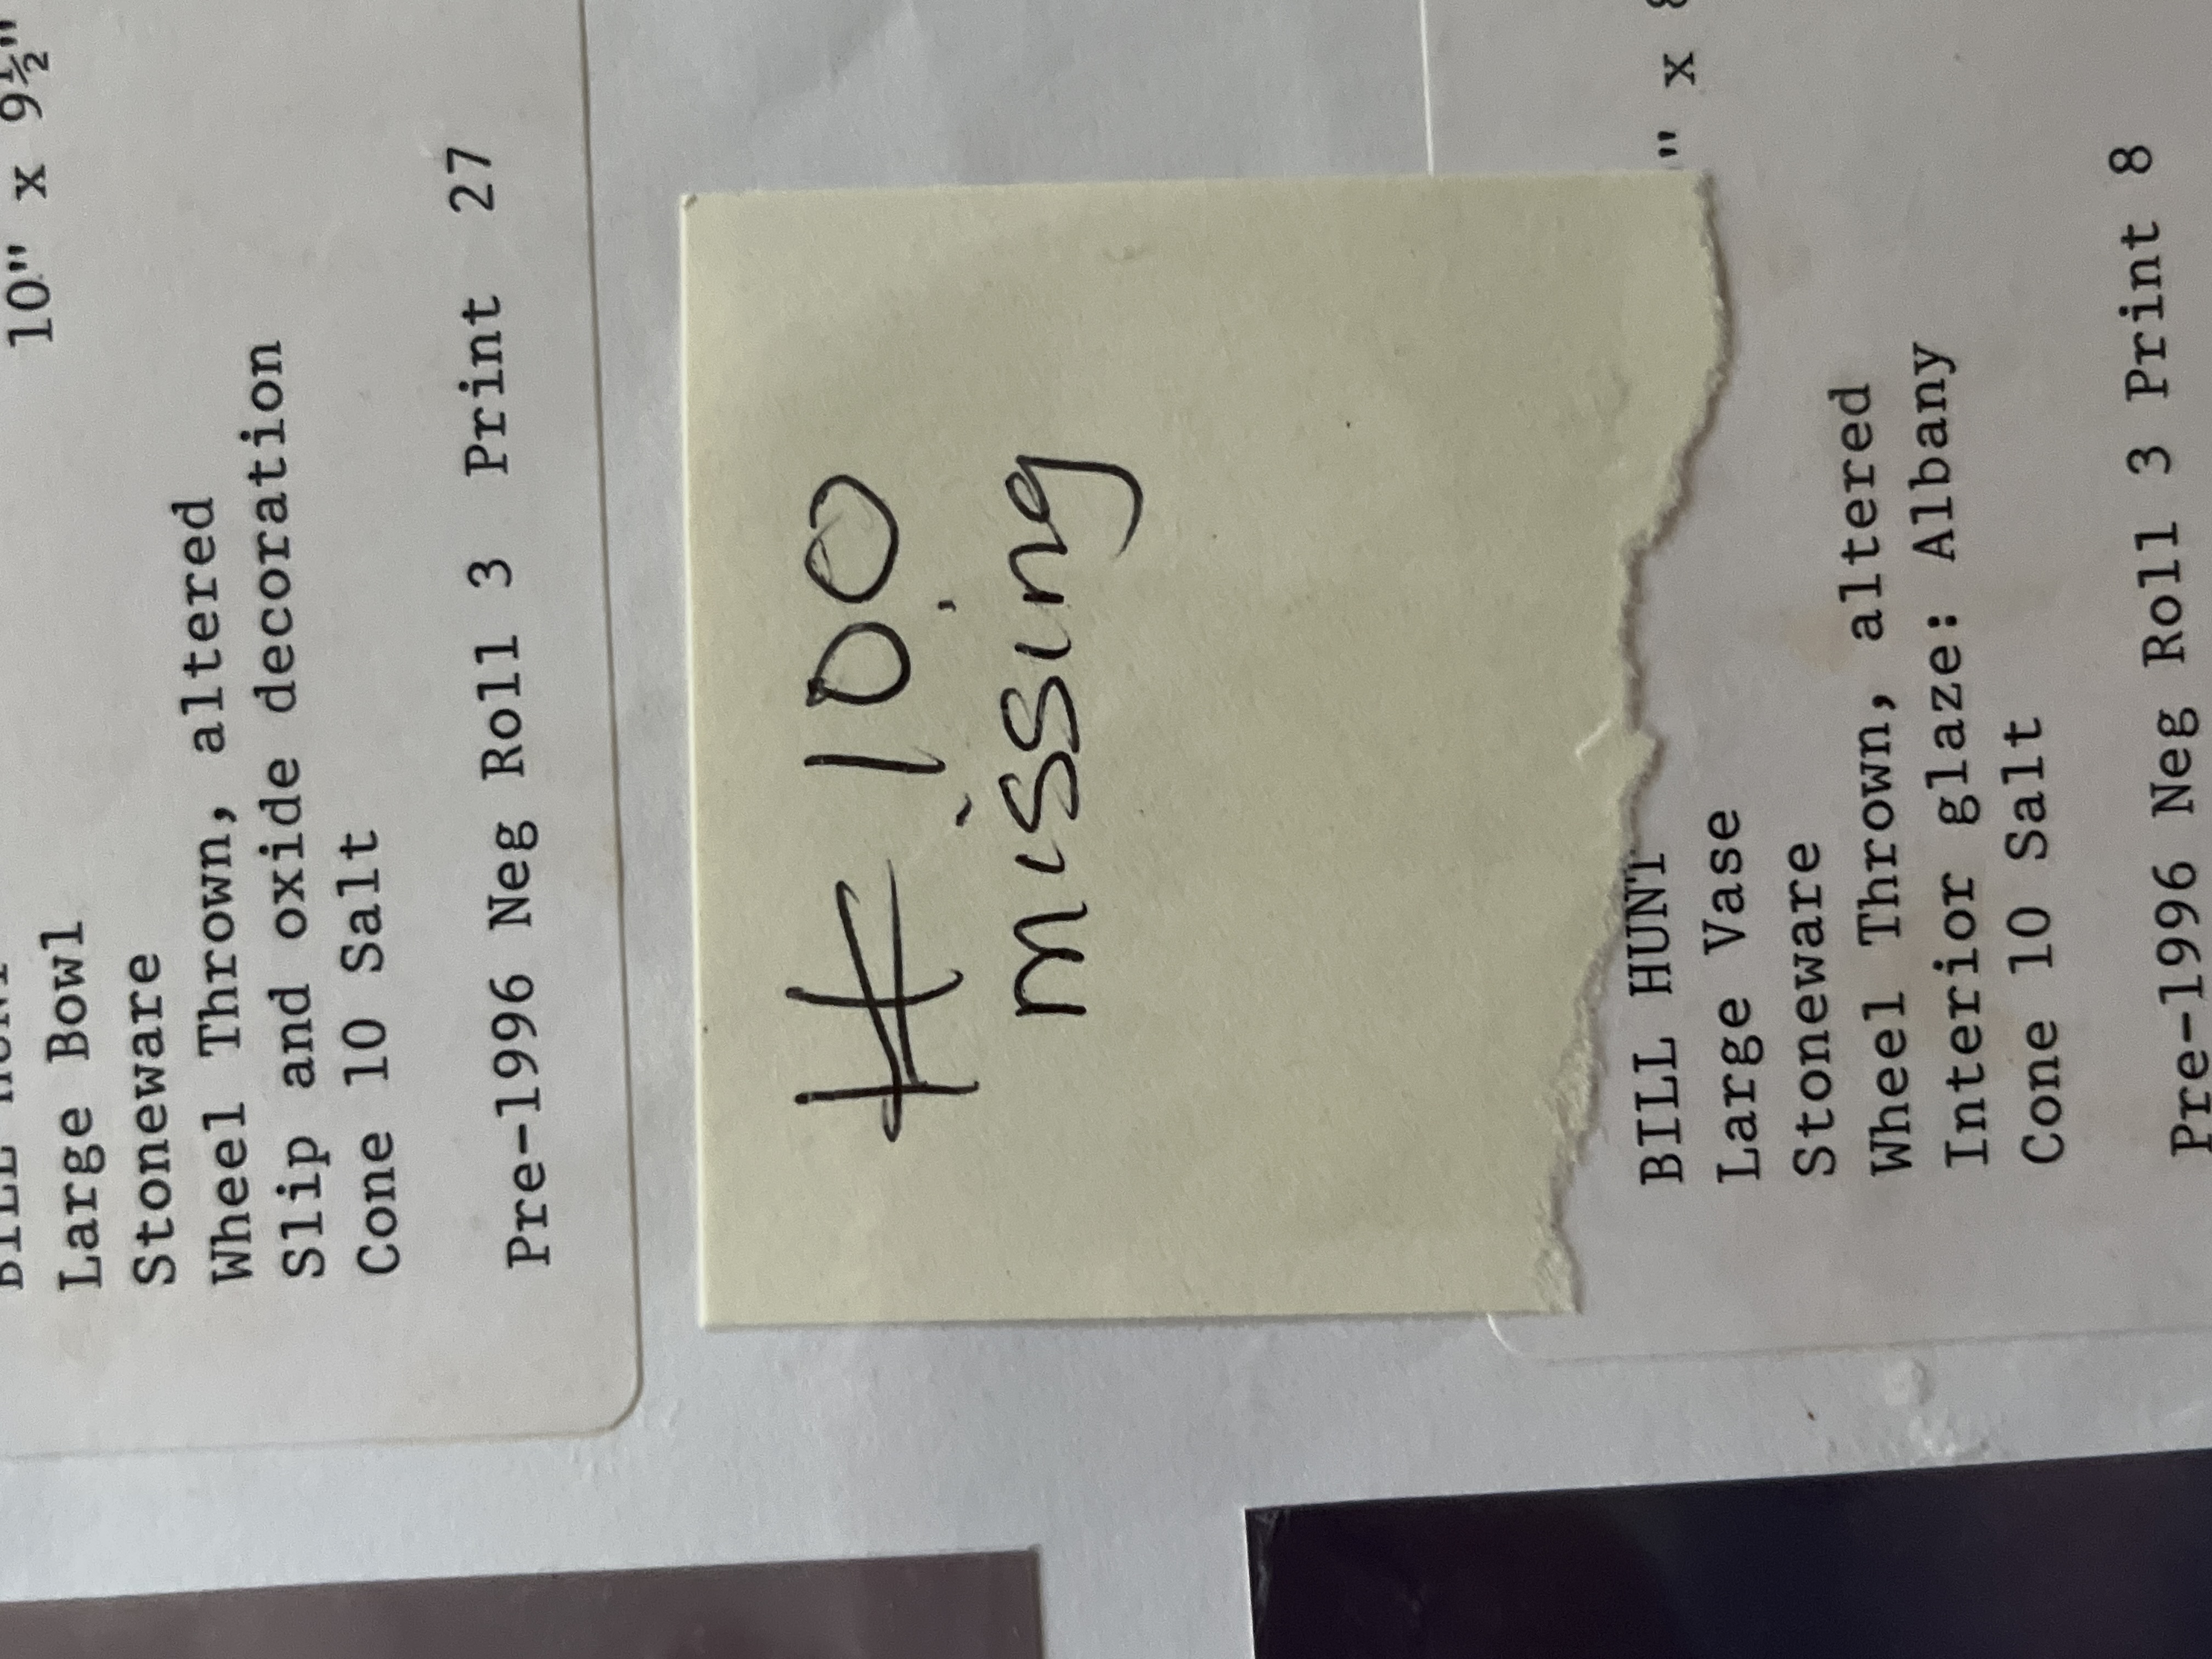 10" x 9½"
Large Bowl
Stoneware
Wheel Thrown, altered
Slip and oxide decoration
Cone 10 Salt
Pre-1996 Neg Roll 3 Print 27
# 100
missing
BILL HUNT " x
Large Vase
Stoneware
Wheel Thrown, altered
Interior glaze: Albany
Cone 10 Salt
Pre-1996 Neg Roll 3 Print 8